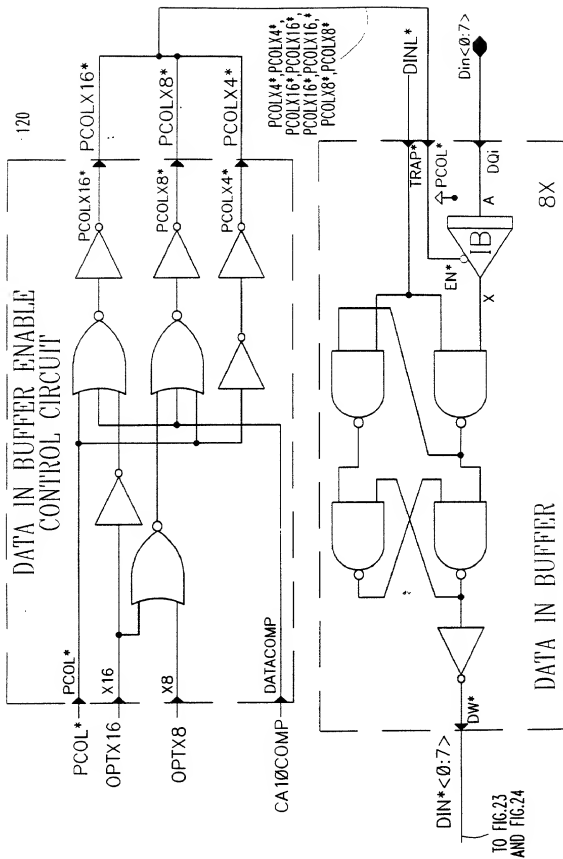 120
DATA IN BUFFER ENABLE
CONTROL CIRCUIT
PCOL*
PCOL*
OPTX16
X16
OPTX8
X8
CA10COMP
DATACOMP
PCOLX16*
PCOLX16*
PCOLX8*
PCOLX8*
PCOLX4*
PCOLX4*
PCOLX4*,PCOLX4*,
PCOLX16*,PCOLX16*,
PCOLX16*,PCOLX16,*
PCOLX8*,PCOLX8*
DINL*
Din<0:7>
TRAP*
PCOL*
DQi
A
IB
EN*
X
8X
DATA IN BUFFER
DW*
DIN*<0:7>
TO FIG.23
AND FIG.24